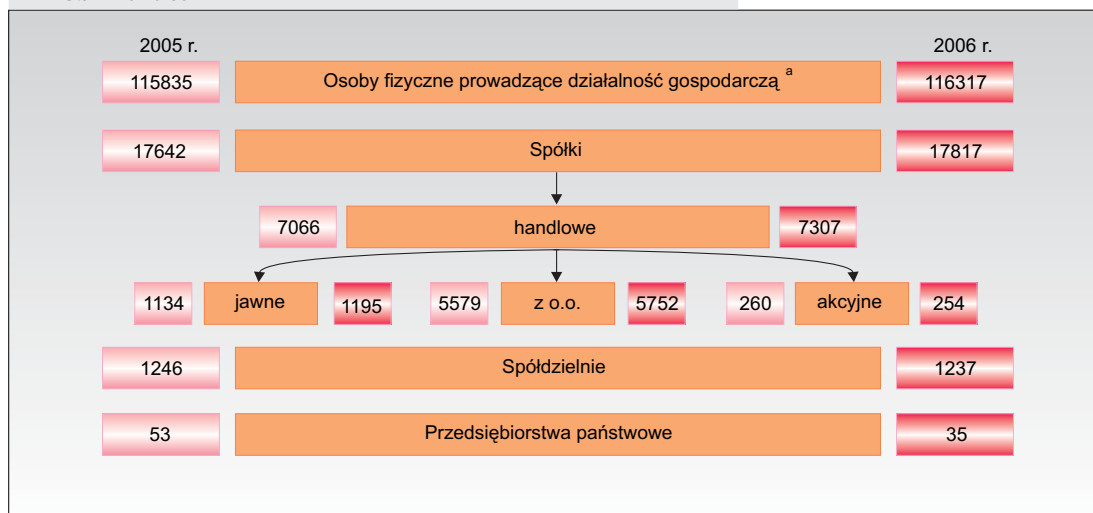 2005 r. 2006 r.
115835 Osoby fizyczne prowadzące działalność gospodarczą a 116317
17642 Spółki 17817
7066 handlowe 7307
1134 jawne 1195 5579 z o.o. 5752 260 akcyjne 254
1246 Spółdzielnie 1237
53 Przedsiębiorstwa państwowe 35